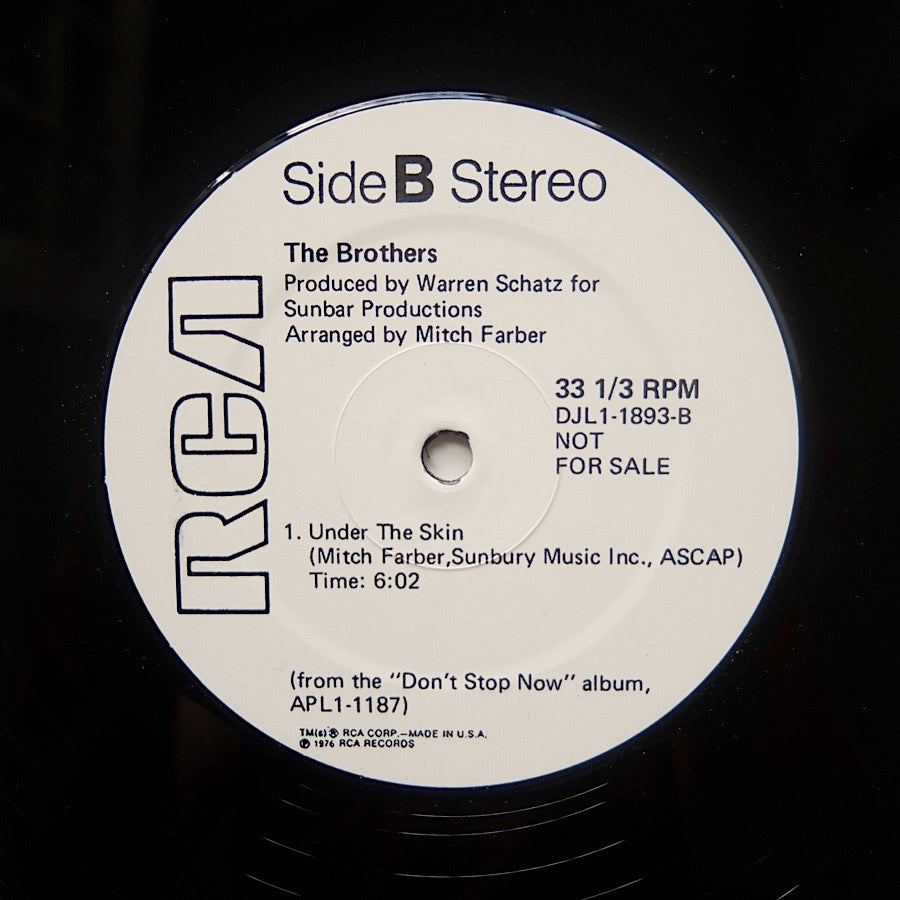 Side B Stereo
The Brothers
Produced by Warren Schatz for
Sunbar Productions
Arranged by Mitch Farber
RCA
33 1/3 RPM
DJL1-1893-B
NOT
FOR SALE
1. Under The Skin
(Mitch Farber,Sunbury Music Inc., ASCAP)
Time: 6:02
(from the "Don't Stop Now" album,
APL1-1187)
TM(s)® RCA CORP.—MADE IN U.S.A.
℗ 1976 RCA RECORDS